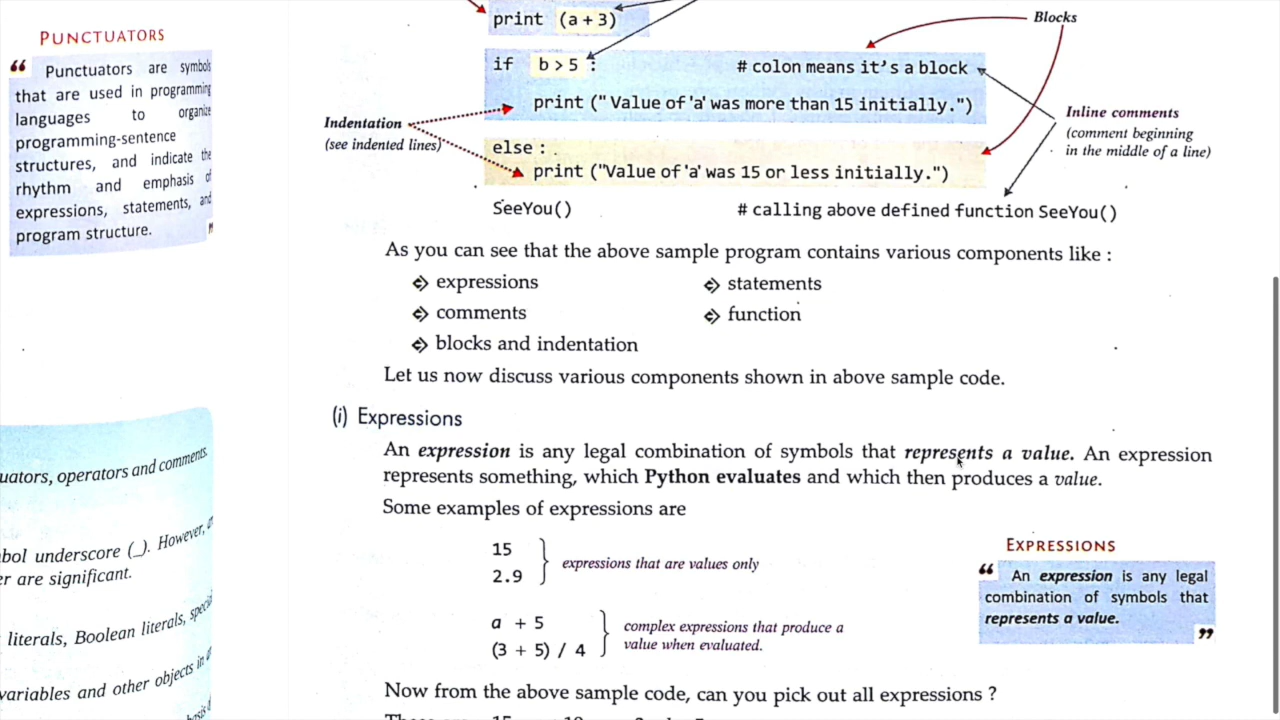 PUNCTUATORS
❝ Punctuators are symbols
that are used in programming
languages to organize
programming-sentence
structures, and indicate the
rhythm and emphasis of
expressions, statements, and
program structure. ❞
uators, operators and comments.
bol underscore (_). However,
er are significant.
literals, Boolean literals, special
variables and other objects in
print (a + 3)
Blocks
if b > 5 : # colon means it's a block
print (" Value of 'a' was more than 15 initially.")
Indentation
(see indented lines)
Inline comments
(comment beginning
in the middle of a line)
else :
print ("Value of 'a' was 15 or less initially.")
SeeYou() # calling above defined function SeeYou()
As you can see that the above sample program contains various components like :
expressions statements
comments function
blocks and indentation
Let us now discuss various components shown in above sample code.
(i) Expressions
An expression is any legal combination of symbols that represents a value. An expression
represents something, which Python evaluates and which then produces a value.
Some examples of expressions are
15
2.9
expressions that are values only
a + 5
(3 + 5) / 4
complex expressions that produce a
value when evaluated.
EXPRESSIONS
❝ An expression is any legal
combination of symbols that
represents a value. ❞
Now from the above sample code, can you pick out all expressions ?